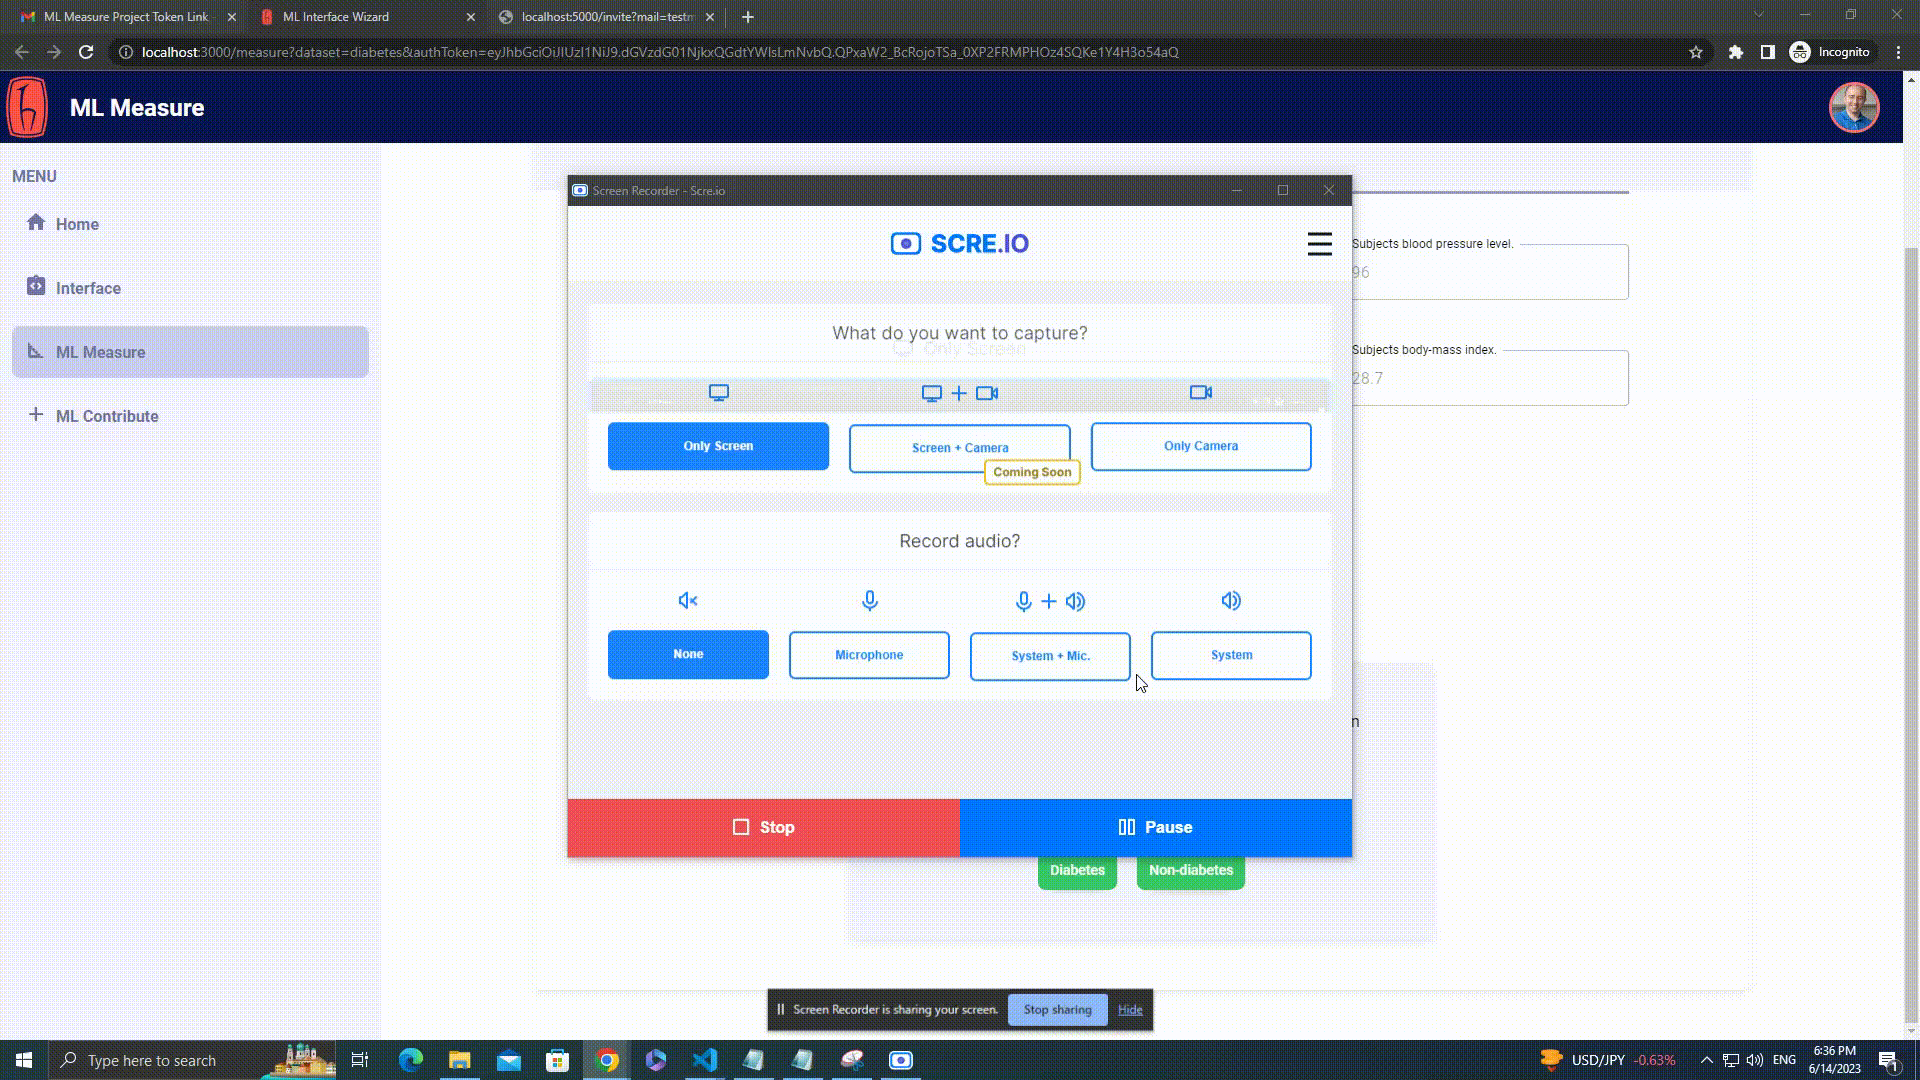 ML Measure Project Token Link
ML Interface Wizard
localhost:5000/invite?mail=testm
localhost:3000/measure?dataset=diabetes&authToken=eyJhbGciOiJIUzI1NiJ9.dGVzdG01NjkxQGdtYWlsLmNvbQ.QPxaW2_BcRojoTSa_0XP2FRMPHOz4SQKe1Y4H3o54aQ
Incognito
ML Measure
MENU
Home
Interface
ML Measure
ML Contribute
Screen Recorder - Scre.io
SCRE.IO
What do you want to capture?
Only Screen
Only Screen
Screen + Camera
Only Camera
Coming Soon
Record audio?
None
Microphone
System + Mic.
System
Stop
Pause
Subjects blood pressure level.
96
Subjects body-mass index.
28.7
n
Diabetes
Non-diabetes
Screen Recorder is sharing your screen.
Stop sharing
Hide
Type here to search
USD/JPY -0.63%
ENG
6:36 PM
6/14/2023
1